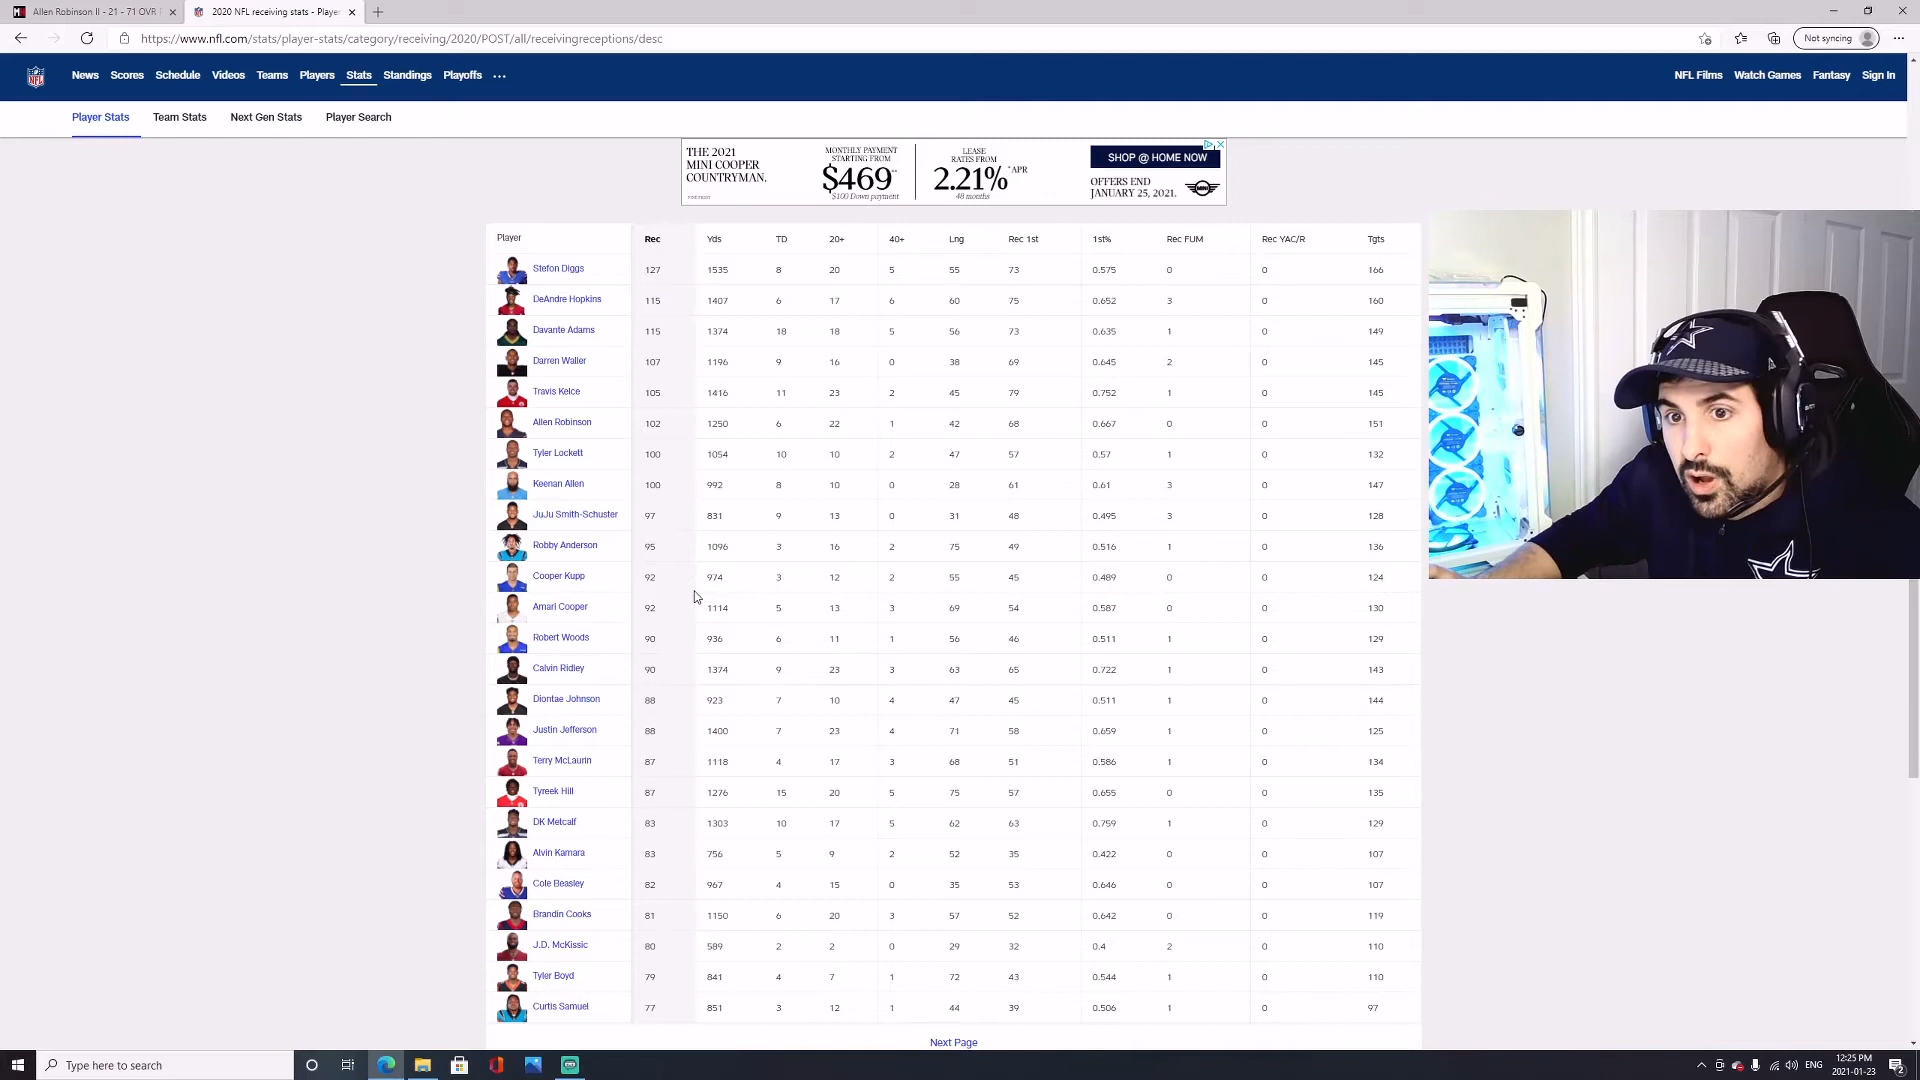 Allen Robinson II - 21 - 71 OVR
2020 NFL receiving stats - Player
https://www.nfl.com/stats/player-stats/category/receiving/2020/POST/all/receivingreceptions/desc
Not syncing
News Scores Schedule Videos Teams Players Stats Standings Playoffs ...
NFL Films Watch Games Fantasy Sign In
Player Stats Team Stats Next Gen Stats Player Search
THE 2021
MINI COOPER
COUNTRYMAN.
MONTHLY PAYMENT
STARTING FROM
$469
$100 Down payment
LEASE
RATES FROM
2.21% *APR
48 months
SHOP @ HOME NOW
OFFERS END
JANUARY 25, 2021.
Player Rec Yds TD 20+ 40+ Lng Rec 1st 1st% Rec FUM Rec YAC/R Tgts
Stefon Diggs 127 1535 8 20 5 55 73 0.575 0 0 166
DeAndre Hopkins 115 1407 6 17 6 60 75 0.652 3 0 160
Davante Adams 115 1374 18 18 5 56 73 0.635 1 0 149
Darren Waller 107 1196 9 16 0 38 69 0.645 2 0 145
Travis Kelce 105 1416 11 23 2 45 79 0.752 1 0 145
Allen Robinson 102 1250 6 22 1 42 68 0.667 0 0 151
Tyler Lockett 100 1054 10 10 2 47 57 0.57 1 0 132
Keenan Allen 100 992 8 10 0 28 61 0.61 3 0 147
JuJu Smith-Schuster 97 831 9 13 0 31 48 0.495 3 0 128
Robby Anderson 95 1096 3 16 2 75 49 0.516 1 0 136
Cooper Kupp 92 974 3 12 2 55 45 0.489 0 0 124
Amari Cooper 92 1114 5 13 3 69 54 0.587 0 0 130
Robert Woods 90 936 6 11 1 56 46 0.511 1 0 129
Calvin Ridley 90 1374 9 23 3 63 65 0.722 1 0 143
Diontae Johnson 88 923 7 10 4 47 45 0.511 1 0 144
Justin Jefferson 88 1400 7 23 4 71 58 0.659 1 0 125
Terry McLaurin 87 1118 4 17 3 68 51 0.586 1 0 134
Tyreek Hill 87 1276 15 20 5 75 57 0.655 1 0 135
DK Metcalf 83 1303 10 17 5 62 63 0.759 1 0 129
Alvin Kamara 83 756 5 9 2 52 35 0.422 0 0 107
Cole Beasley 82 967 4 15 0 35 53 0.646 0 0 107
Brandin Cooks 81 1150 6 20 3 57 52 0.642 0 0 119
J.D. McKissic 80 589 2 2 0 29 32 0.4 2 0 110
Tyler Boyd 79 841 4 7 1 72 43 0.544 1 0 110
Curtis Samuel 77 851 3 12 1 44 39 0.506 1 0 97
Next Page
Type here to search
ENG
12:25 PM
2021-01-23